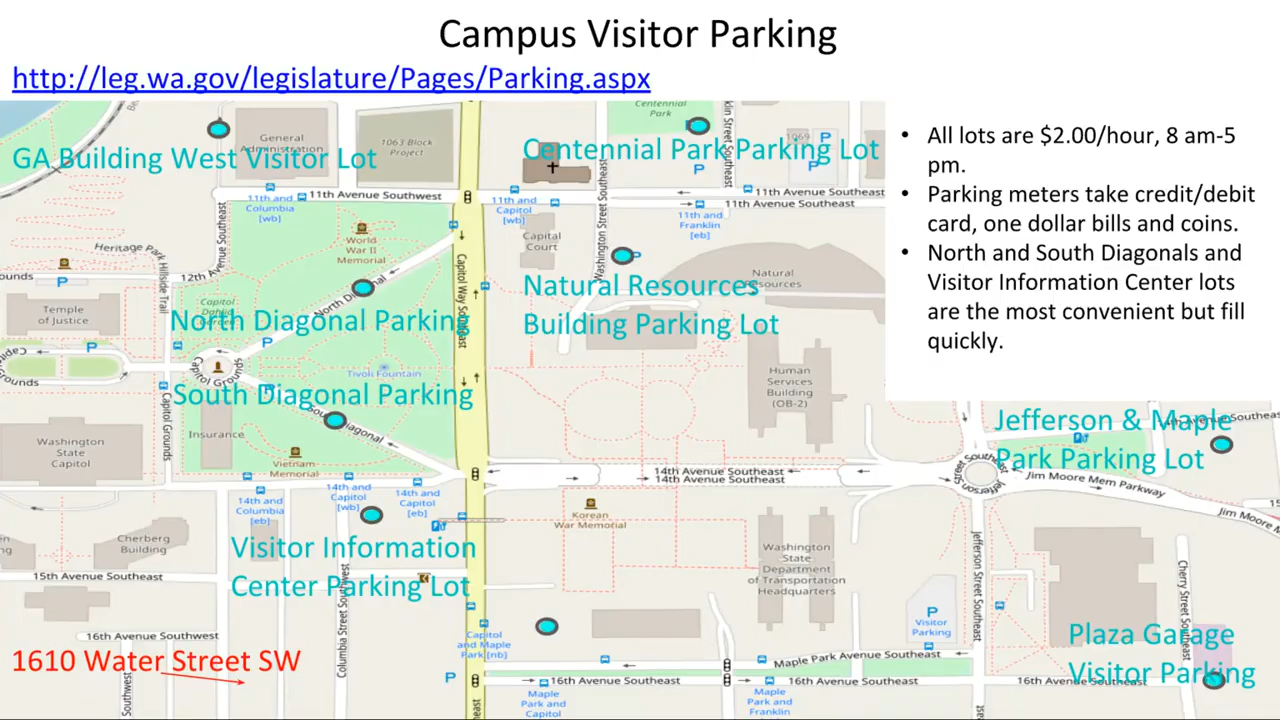 Campus Visitor Parking
http://leg.wa.gov/legislature/Pages/Parking.aspx
• All lots are $2.00/hour, 8 am-5
pm.
• Parking meters take credit/debit
card, one dollar bills and coins.
• North and South Diagonals and
Visitor Information Center lots
are the most convenient but fill
quickly.
GA Building West Visitor Lot
Centennial Park Parking Lot
Natural Resources
Building Parking Lot
North Diagonal Parking
South Diagonal Parking
Visitor Information
Center Parking Lot
Jefferson & Maple
Park Parking Lot
Plaza Garage
Visitor Parking
1610 Water Street SW
General
Administration
1063 Block
Project
Centennial
Park
1069
P
P
P
11th Avenue Southwest
11th Avenue Southeast
11th Avenue Southeast
11th and
Columbia
[wb]
11th and
Capitol
[wb]
11th and
Franklin
[eb]
World
War II
Memorial
Capitol
Court
Washington Street Southeast
Heritage Park
Hillside Trail
12th Avenue
Southeast
Capitol Way Southeast
Natural
Resources
Temple
of Justice
P
P
P
Tivoli Fountain
Capitol Grounds
Capitol Grounds
Human
Services
Building
(OB-2)
Insurance
South Diagonal
Washington
State
Capitol
Vietnam
Memorial
14th and
Columbia
[eb]
14th and
Capitol
[wb]
14th and
Capitol
[eb]
14th Avenue Southeast
14th Avenue Southeast
Jim Moore Mem Parkway
Korean
War Memorial
Cherberg
Building
Washington
State
Department
of Transportation
Headquarters
Jefferson Street Southeast
Cherry Street Southeast
15th Avenue Southeast
Columbia Street Southwest
P
Visitor
Parking
16th Avenue Southwest
Capitol
and Maple
Park [nb]
Maple Park Avenue Southeast
P
16th Avenue Southeast
16th Avenue Southeast
Maple
Park and
Capitol
Maple
Park and
Franklin